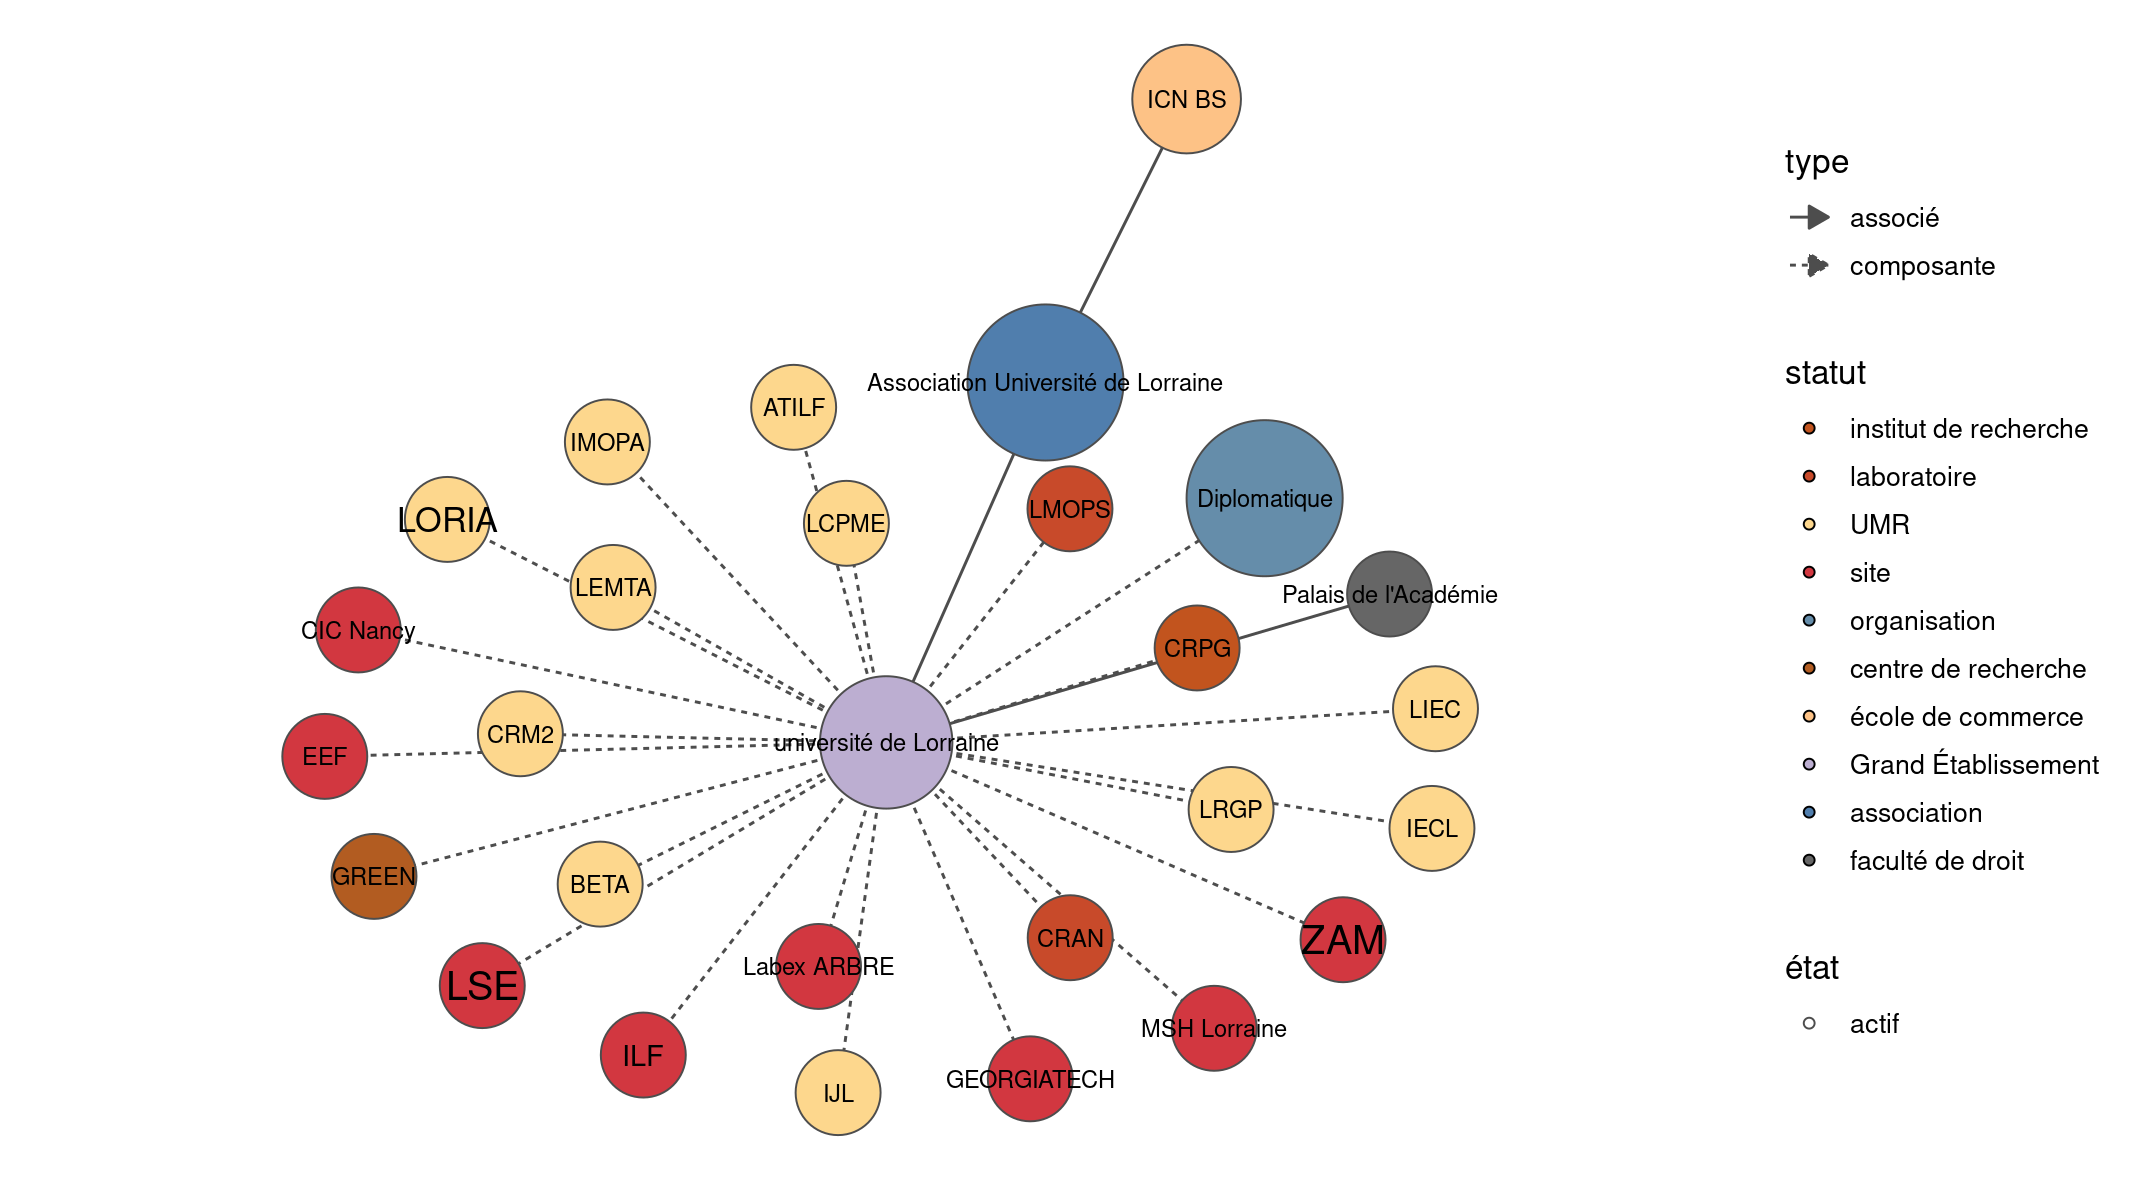 ICN BS
Association Université de Lorraine
ATILF
IMOPA
Diplomatique
LMOPS
LCPME
LORIA
LEMTA
Palais de l'Académie
CIC Nancy
CRPG
LIEC
CRM2
université de Lorraine
EEF
LRGP
IECL
GREEN
BETA
CRAN
ZAM
Labex ARBRE
LSE
MSH Lorraine
ILF
GEORGIATECH
IJL
type
associé
composante
statut
institut de recherche
laboratoire
UMR
site
organisation
centre de recherche
école de commerce
Grand Établissement
association
faculté de droit
état
actif